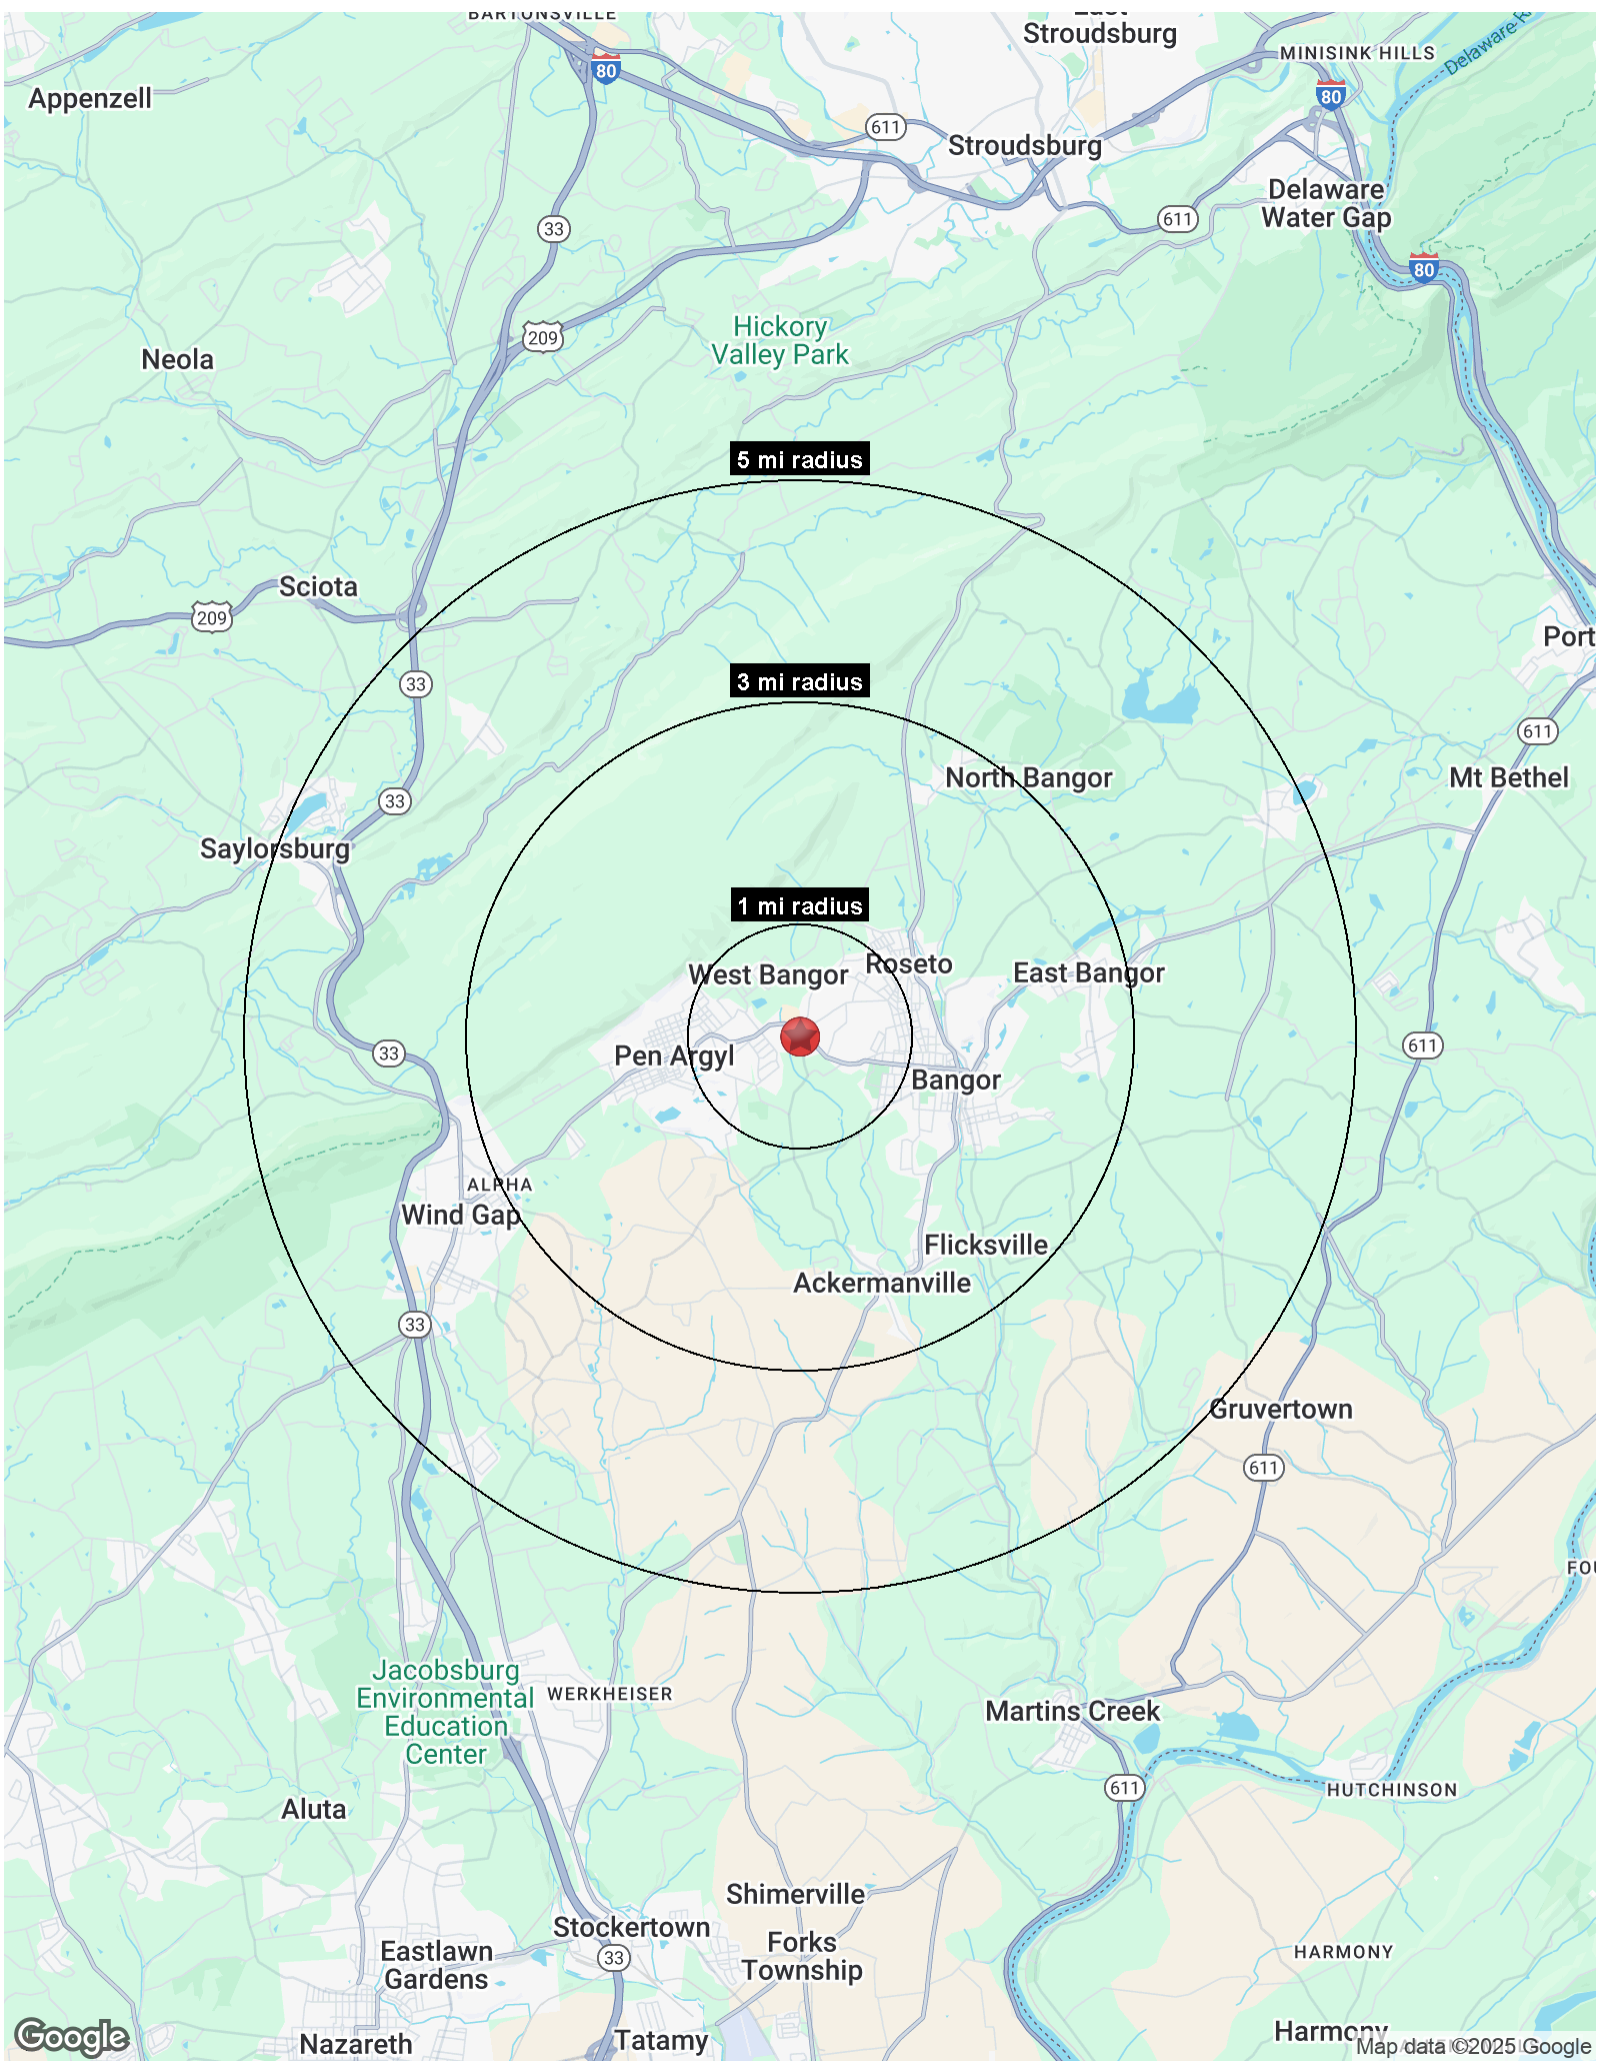 BARTONSVILLE
East
Stroudsburg
MINISINK HILLS
80
80
Appenzell
611
Stroudsburg
Delaware
Water Gap
611
33
80
Hickory
Valley Park
209
Neola
5 mi radius
Sciota
209
Port
3 mi radius
33
611
North Bangor
Mt Bethel
33
Saylorsburg
1 mi radius
West Bangor
Roseto
East Bangor
33
Pen Argyl
611
Bangor
ALPHA
Wind Gap
Flicksville
Ackermanville
33
Gruvertown
611
FOU
Jacobsburg
Environmental
Education
Center
WERKHEISER
Martins Creek
611
HUTCHINSON
Aluta
Shimerville
Stockertown
Forks
Township
Eastlawn
Gardens
33
HARMONY
Google
Nazareth
Tatamy
Harmony
Map data ©2025 Google